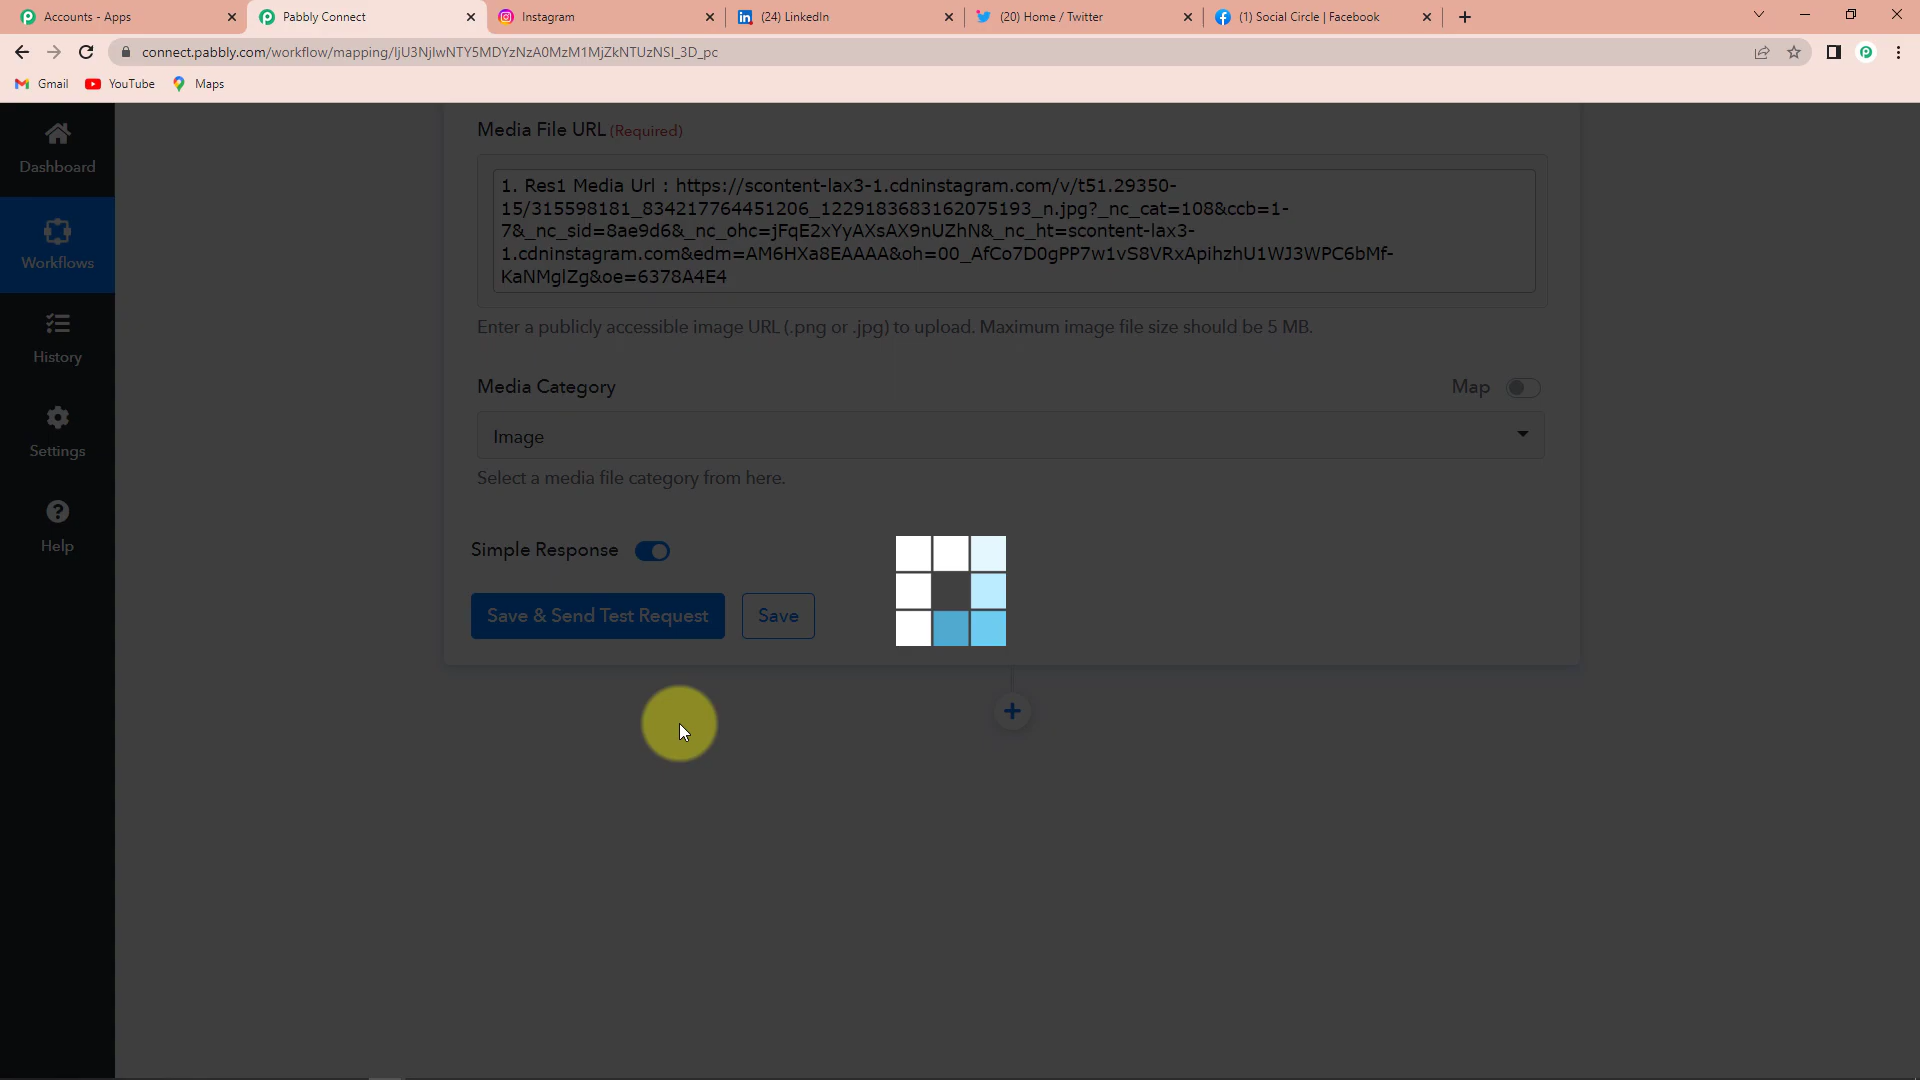 Accounts - Apps
Pabbly Connect
Instagram
(24) LinkedIn
(20) Home / Twitter
(1) Social Circle | Facebook
connect.pabbly.com/workflow/mapping/IjU3NjIwNTY5MDYzNzA0MzM1MjZkNTUzNSI_3D_pc
Gmail
YouTube
Maps
Dashboard
Workflows
History
Settings
Help
Media File URL (Required)
1. Res1 Media Url : https://scontent-lax3-1.cdninstagram.com/v/t51.29350-
15/315598181_834217764451206_1229183683162075193_n.jpg?_nc_cat=108&ccb=1-
7&_nc_sid=8ae9d6&_nc_ohc=jFqE2xYyAXsAX9nUZhN&_nc_ht=scontent-lax3-
1.cdninstagram.com&edm=AM6HXa8EAAAA&oh=00_AfCo7D0gPP7w1vS8VRxApihzhU1WJ3WPC6bMf-
KaNMglZg&oe=6378A4E4
Enter a publicly accessible image URL (.png or .jpg) to upload. Maximum image file size should be 5 MB.
Media Category
Map
Image
Select a media file category from here.
Simple Response
Save & Send Test Request
Save